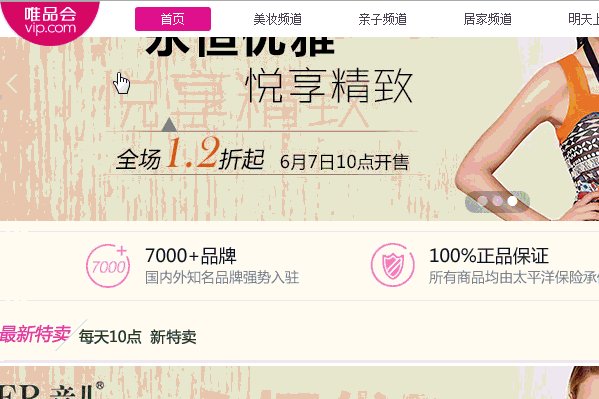 唯品会
vip.com
首页 美妆频道 亲子频道 居家频道 明天上
永恒优雅
悦享精致
全场1.2折起 6月7日10点开售
7000
7000+品牌
国内外知名品牌强势入驻
100%正品保证
所有商品均由太平洋保险承
最新特卖 每天10点 新特卖